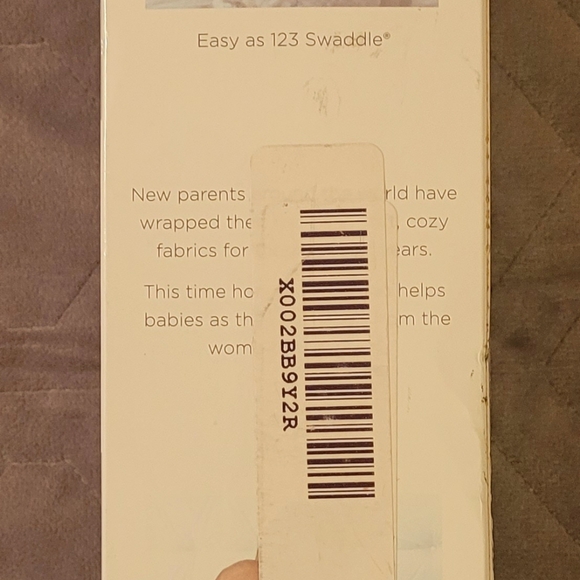 Easy as 123 Swaddle®
New parents rld have
wrapped the , cozy
fabrics for ears.
This time ho helps
babies as th m the
wom
X002BB9Y2R